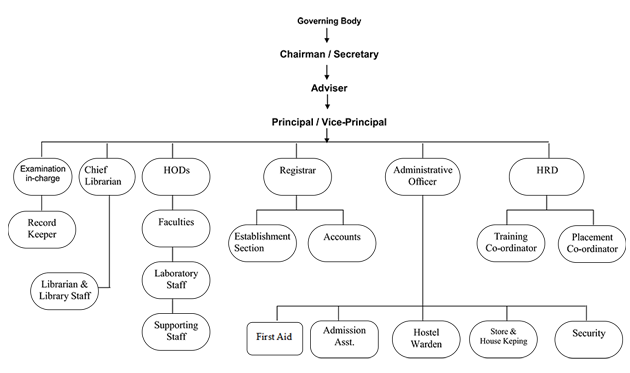 Governing Body
Chairman / Secretary
Adviser
Principal / Vice-Principal
Examination
in-charge
Chief
Librarian
HODs
Registrar
Administrative
Officer
HRD
Record
Keeper
Faculties
Establishment
Section
Accounts
Training
Co-ordinator
Placement
Co-ordinator
Librarian &
Library Staff
Laboratory
Staff
Supporting
Staff
First Aid
Admission
Asst.
Hostel
Warden
Store &
House Keping
Security